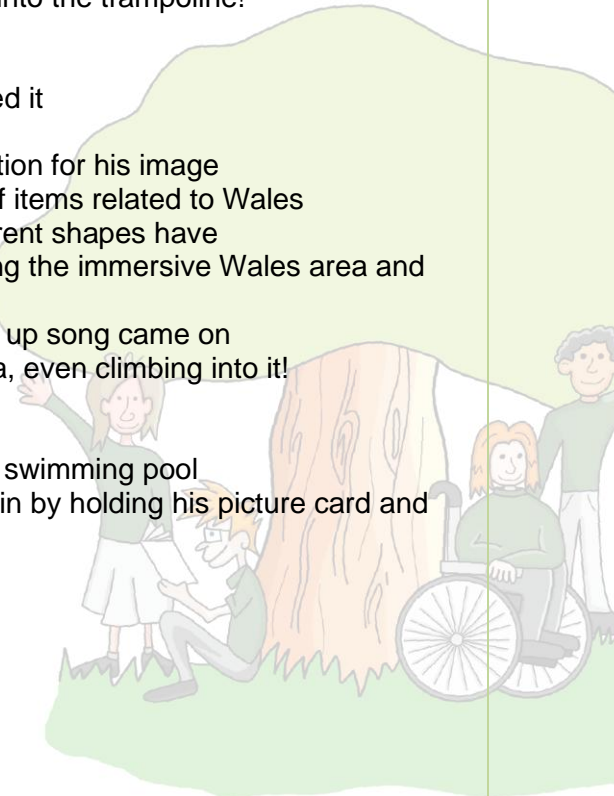 into the trampoline!
ed it
tion for his image
f items related to Wales
rent shapes have
ng the immersive Wales area and
up song came on
a, even climbing into it!
swimming pool
in by holding his picture card and